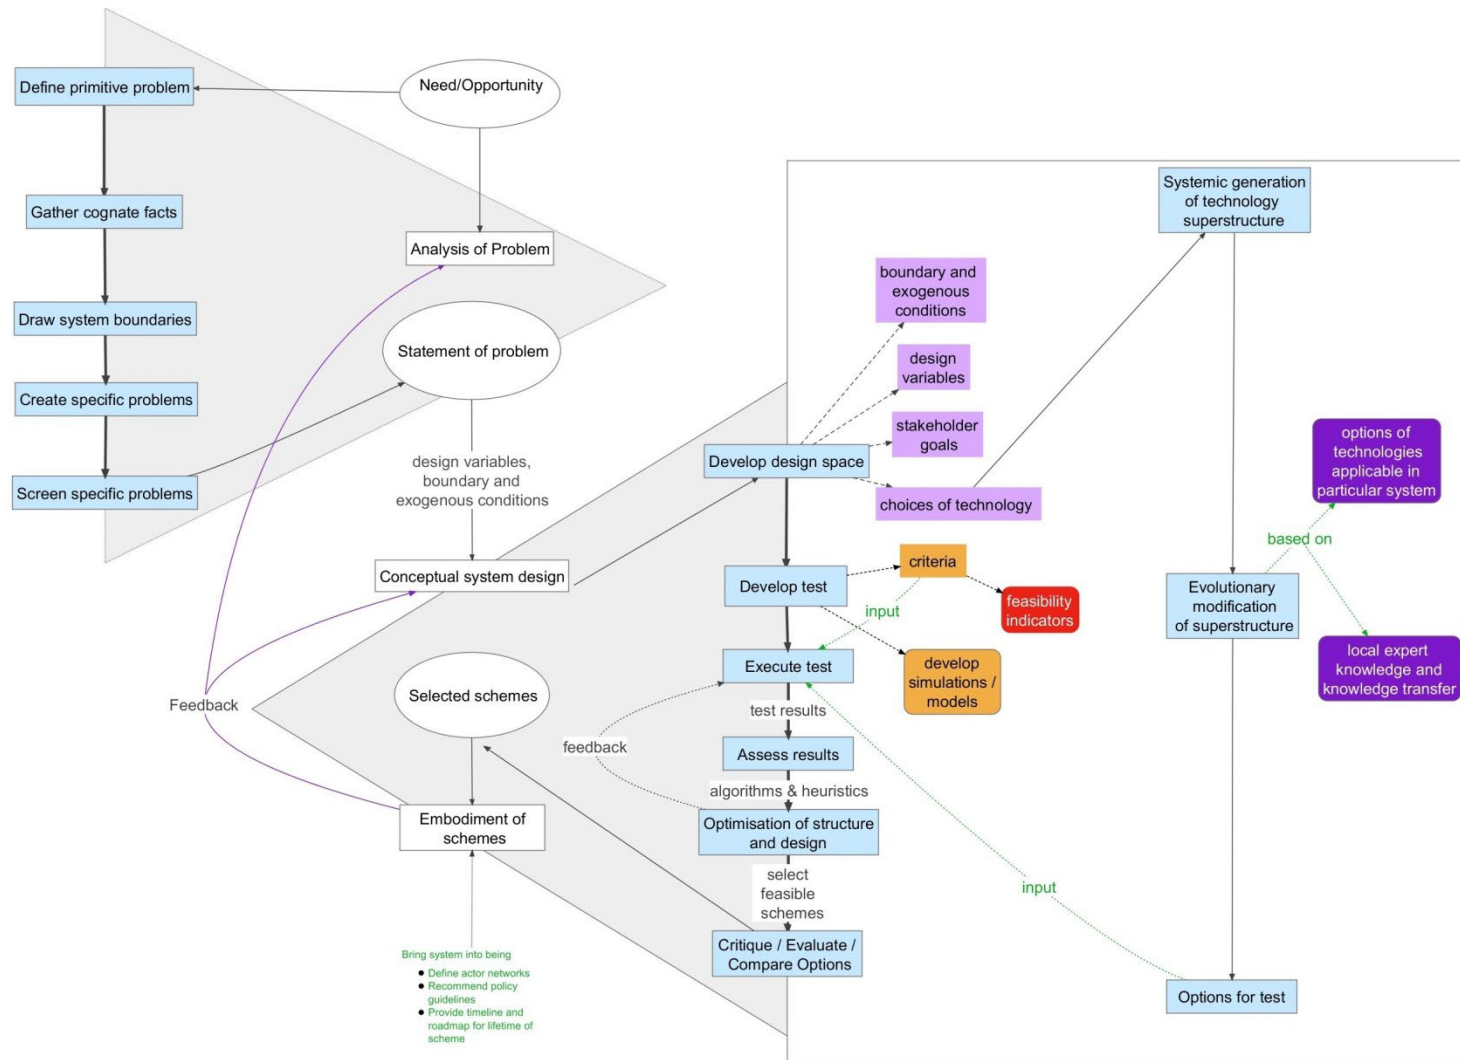 Need/Opportunity
Define primitive problem
Gather cognate facts
Draw system boundaries
Create specific problems
Screen specific problems
Analysis of Problem
Statement of problem
design variables,
boundary and
exogenous conditions
Conceptual system design
Feedback
Selected schemes
Embodiment of
schemes
Bring system into being
Define actor networks
Recommend policy
guidelines
Provide timeline and
roadmap for lifetime of
scheme
Develop design space
boundary and
exogenous
conditions
design
variables
stakeholder
goals
choices of technology
Develop test
criteria
feasibility
indicators
input
develop
simulations /
models
Execute test
test results
feedback
Assess results
algorithms & heuristics
Optimisation of structure
and design
select
feasible
schemes
Critique / Evaluate /
Compare Options
Systemic generation
of technology
superstructure
Evolutionary
modification
of superstructure
based on
options of
technologies
applicable in
particular system
local expert
knowledge and
knowledge transfer
input
Options for test